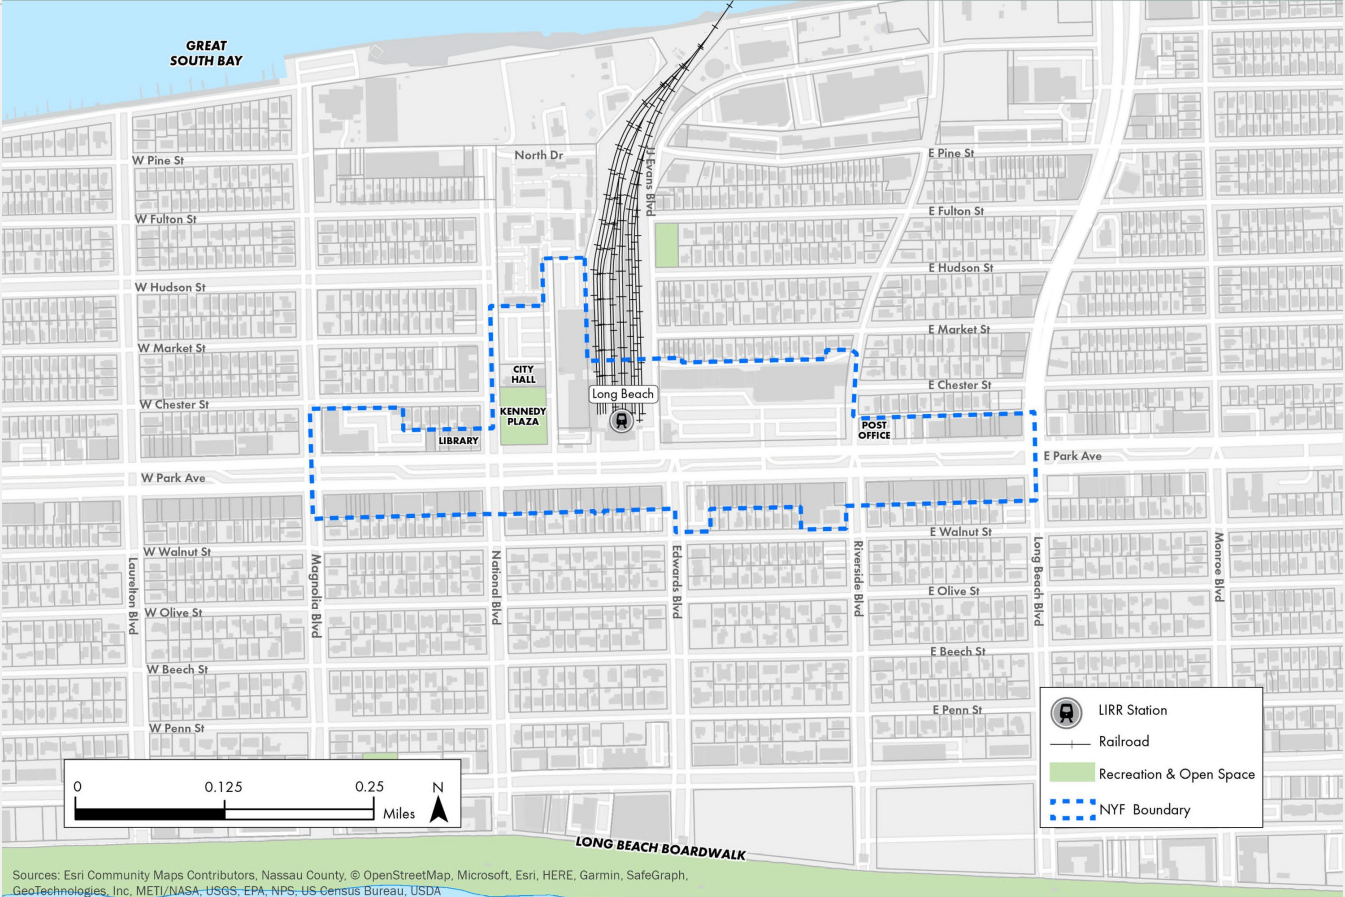 GREAT
SOUTH BAY
W Pine St
North Dr
JJ Evans Blvd
E Pine St
W Fulton St
E Fulton St
E Hudson St
W Hudson St
E Market St
W Market St
CITY
HALL
E Chester St
Long Beach
W Chester St
KENNEDY
PLAZA
POST
OFFICE
LIBRARY
E Park Ave
W Park Ave
E Walnut St
W Walnut St
Laurelton Blvd
Magnolia Blvd
National Blvd
Edwards Blvd
Riverside Blvd
Long Beach Blvd
Monroe Blvd
E Olive St
W Olive St
E Beech St
W Beech St
E Penn St
W Penn St
LIRR Station
Railroad
Recreation & Open Space
NYF Boundary
0 0.125 0.25 N
Miles
LONG BEACH BOARDWALK
Sources: Esri Community Maps Contributors, Nassau County, © OpenStreetMap, Microsoft, Esri, HERE, Garmin, SafeGraph,
GeoTechnologies, Inc, METI/NASA, USGS, EPA, NPS, US Census Bureau, USDA